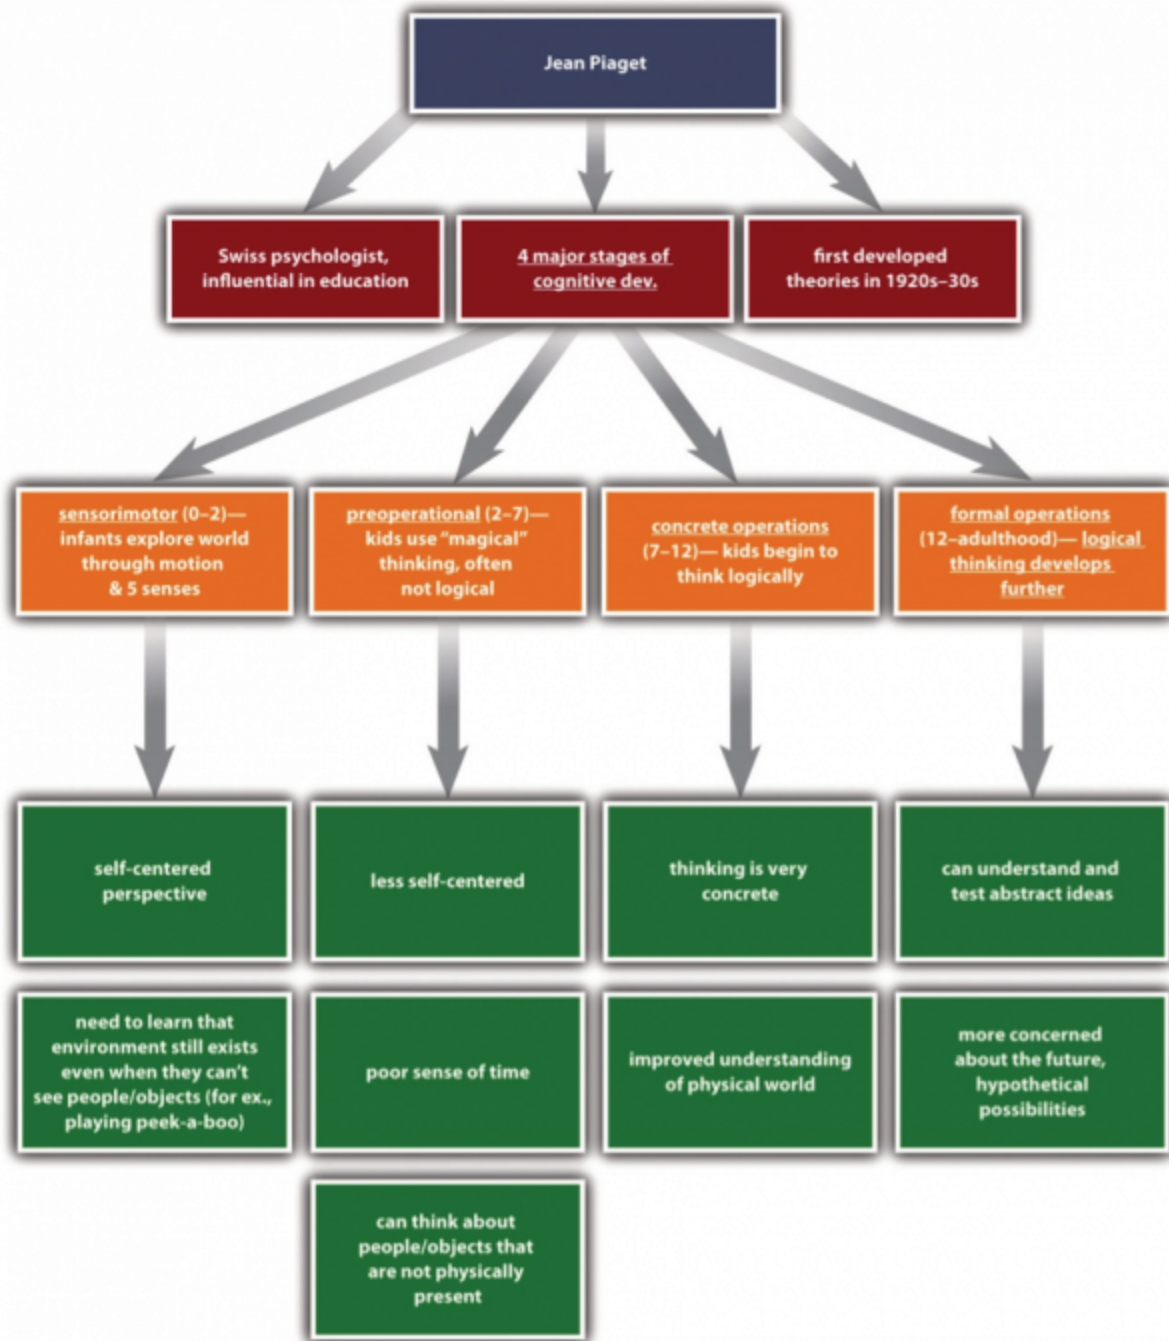 Jean Piaget
Swiss psychologist,
influential in education
4 major stages of
cognitive dev.
first developed
theories in 1920s–30s
sensorimotor (0–2)—
infants explore world
through motion
& 5 senses
preoperational (2–7)—
kids use “magical”
thinking, often
not logical
concrete operations
(7–12)— kids begin to
think logically
formal operations
(12–adulthood)— logical
thinking develops
further
self-centered
perspective
less self-centered
thinking is very
concrete
can understand and
test abstract ideas
need to learn that
environment still exists
even when they can’t
see people/objects (for ex.,
playing peek-a-boo)
poor sense of time
improved understanding
of physical world
more concerned
about the future,
hypothetical
possibilities
can think about
people/objects that
are not physically
present